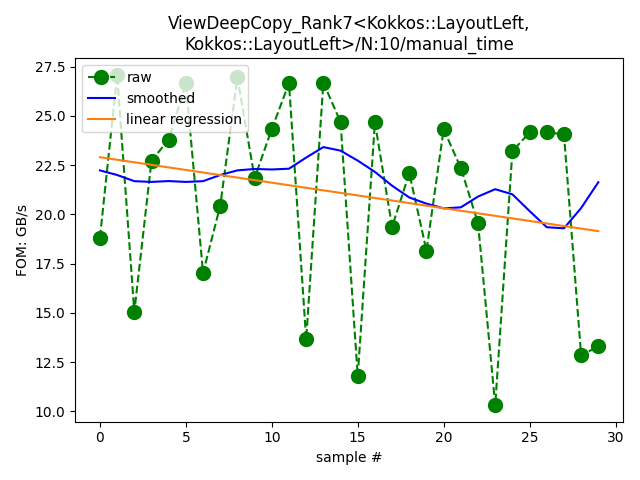 ViewDeepCopy_Rank7<Kokkos::LayoutLeft,
Kokkos::LayoutLeft>/N:10/manual_time
27.5
25.0
22.5
20.0
17.5
15.0
12.5
10.0
FOM: GB/s
raw
smoothed
linear regression
0
5
10
15
20
25
30
sample #